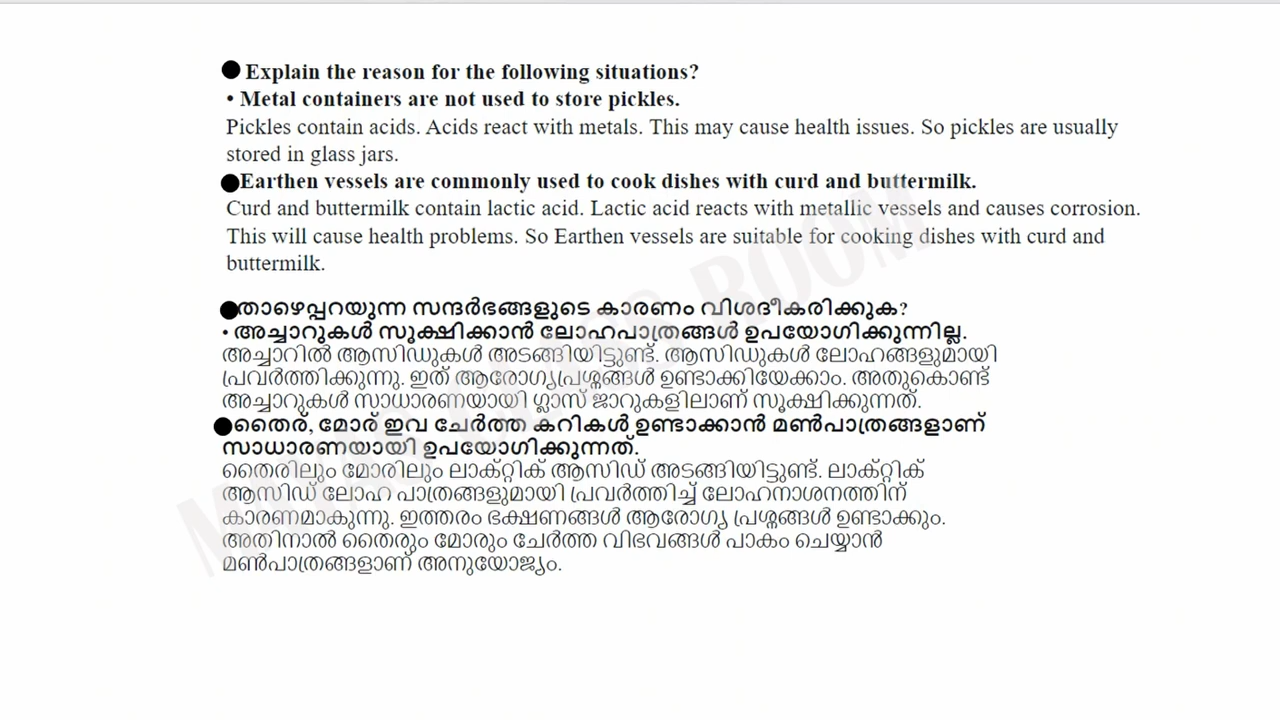 ● Explain the reason for the following situations?
• Metal containers are not used to store pickles.
Pickles contain acids. Acids react with metals. This may cause health issues. So pickles are usually
stored in glass jars.
●Earthen vessels are commonly used to cook dishes with curd and buttermilk.
Curd and buttermilk contain lactic acid. Lactic acid reacts with metallic vessels and causes corrosion.
This will cause health problems. So Earthen vessels are suitable for cooking dishes with curd and
buttermilk.
●താഴെപ്പറയുന്ന സന്ദർഭങ്ങളുടെ കാരണം വിശദീകരിക്കുക?
• അച്ചാറുകൾ സൂക്ഷിക്കാൻ ലോഹപാത്രങ്ങൾ ഉപയോഗിക്കുന്നില്ല.
അച്ചാറിൽ ആസിഡുകൾ അടങ്ങിയിട്ടുണ്ട്. ആസിഡുകൾ ലോഹങ്ങളുമായി
പ്രവർത്തിക്കുന്നു. ഇത് ആരോഗ്യപ്രശ്നങ്ങൾ ഉണ്ടാക്കിയേക്കാം. അതുകൊണ്ട്
അച്ചാറുകൾ സാധാരണയായി ഗ്ലാസ് ജാറുകളിലാണ് സൂക്ഷിക്കുന്നത്.
●തൈര്, മോര് ഇവ ചേർത്ത കറികൾ ഉണ്ടാക്കാൻ മൺപാത്രങ്ങളാണ്
സാധാരണയായി ഉപയോഗിക്കുന്നത്.
തൈരിലും മോരിലും ലാക്റ്റിക് ആസിഡ് അടങ്ങിയിട്ടുണ്ട്. ലാക്റ്റിക്
ആസിഡ് ലോഹ പാത്രങ്ങളുമായി പ്രവർത്തിച്ച് ലോഹനാശനത്തിന്
കാരണമാകുന്നു. ഇത്തരം ഭക്ഷണങ്ങൾ ആരോഗ്യ പ്രശ്നങ്ങൾ ഉണ്ടാക്കും.
അതിനാൽ തൈരും മോരും ചേർത്ത വിഭവങ്ങൾ പാകം ചെയ്യാൻ
മൺപാത്രങ്ങളാണ് അനുയോജ്യം.